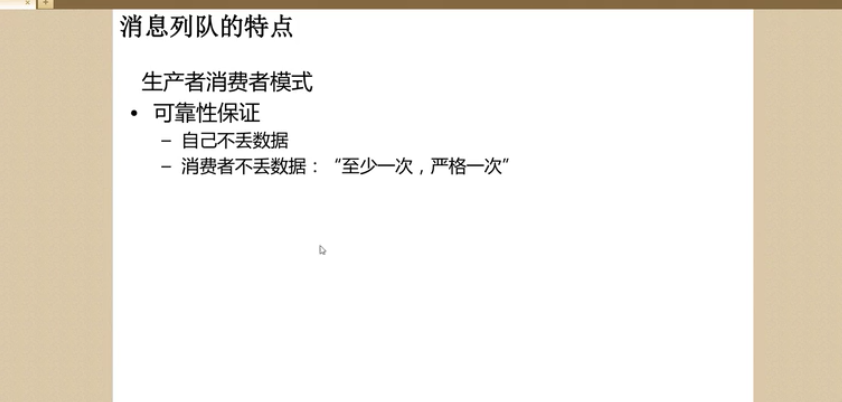 消息列队的特点
生产者消费者模式
• 可靠性保证
– 自己不丢数据
– 消费者不丢数据：“至少一次，严格一次”